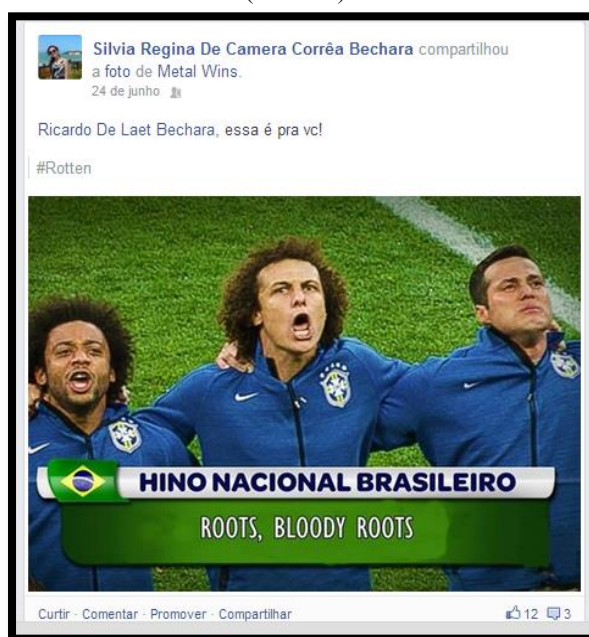 Silvia Regina De Camera Corrêa Bechara compartilhou
a foto de Metal Wins.
24 de junho
Ricardo De Laet Bechara, essa é pra vc!
#Rotten
HINO NACIONAL BRASILEIRO
ROOTS, BLOODY ROOTS
Curtir · Comentar · Promover · Compartilhar 12 3